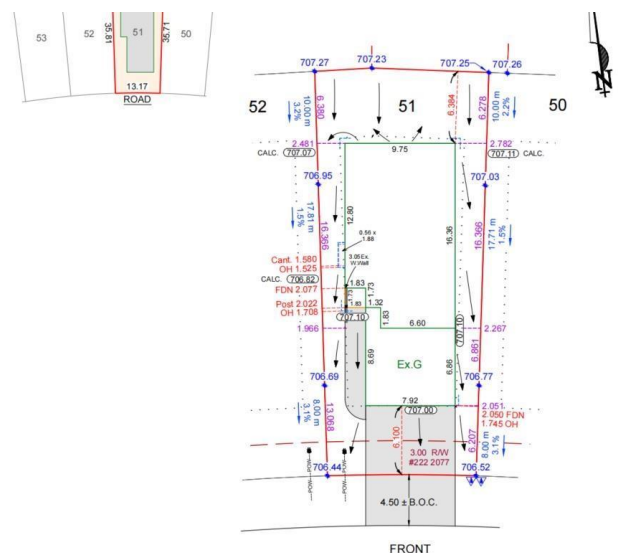 53
52
51
50
35.81
35.71
13.17
ROAD
N
707.27
707.23
707.25
707.26
52
51
50
10.00 m
3.2%
6.380
6.384
6.278
10.00 m
2.2%
2.481
CALC. 707.07
9.75
2.782
707.11 CALC.
706.95
707.03
17.81 m
1.5%
16.366
12.80
16.36
16.366
17.71 m
1.5%
0.56 x
1.88
Cant. 1.580
OH 1.525
3.05 Ex.
W.Well
CALC. 706.82
FDN 2.077
1.83
1.73
1.73
Post 2.022
OH 1.708
1.83
1.32
707.10
1.83
707.10
1.966
6.60
2.267
8.69
Ex.G
6.86
6.861
706.69
706.77
7.92
707.00
2.051
2.050 FDN
1.745 OH
8.00 m
3.1%
13.068
6.100
3.00 R/W
#222 2077
6.207
8.00 m
3.1%
706.44
706.52
POW
POW
4.50 ± B.O.C.
FRONT